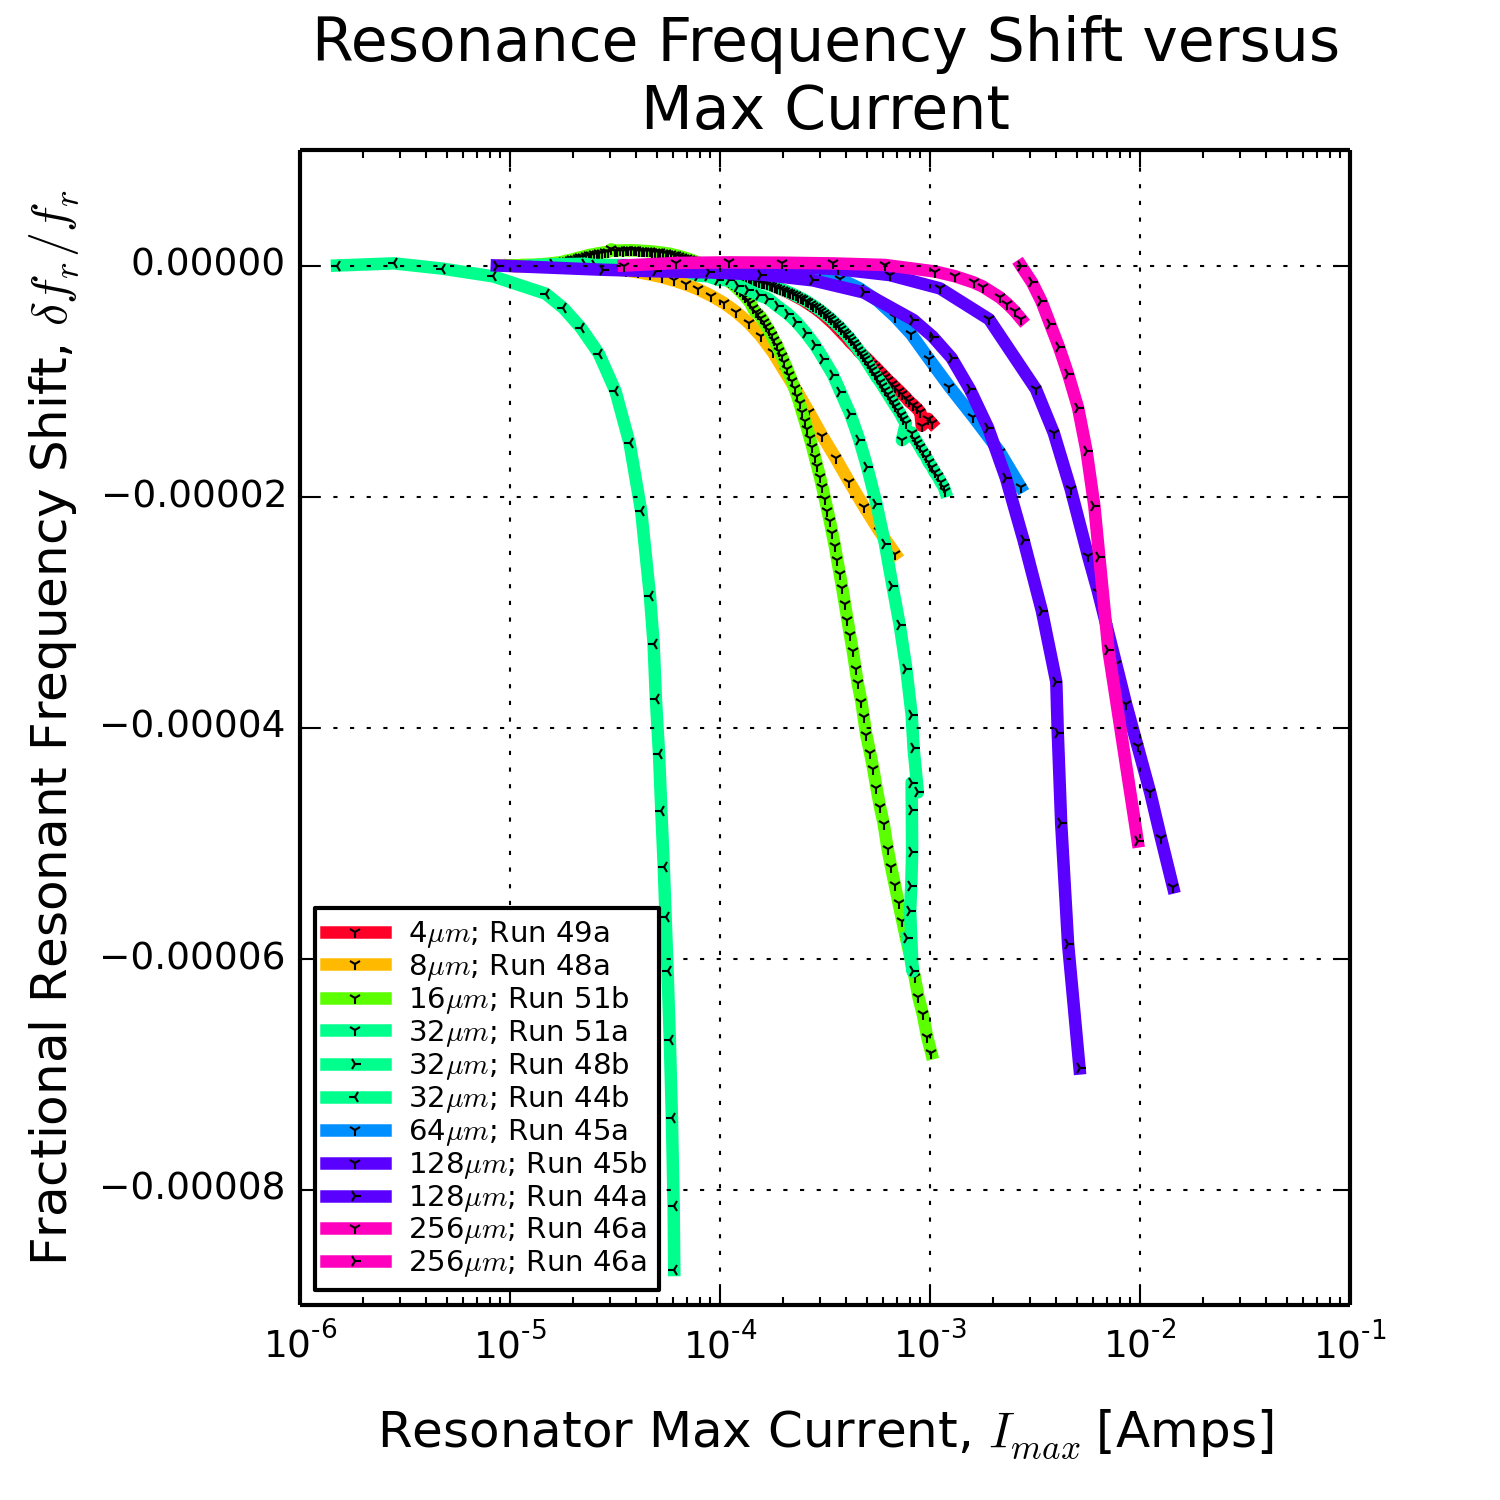 Resonance Frequency Shift versus
Max Current
Fractional Resonant Frequency Shift, δf_r/f_r
0.00000
−0.00002
−0.00004
−0.00006
−0.00008
4μm; Run 49a
8μm; Run 48a
16μm; Run 51b
32μm; Run 51a
32μm; Run 48b
32μm; Run 44b
64μm; Run 45a
128μm; Run 45b
128μm; Run 44a
256μm; Run 46a
256μm; Run 46a
10^-6 10^-5 10^-4 10^-3 10^-2 10^-1
Resonator Max Current, I_max [Amps]